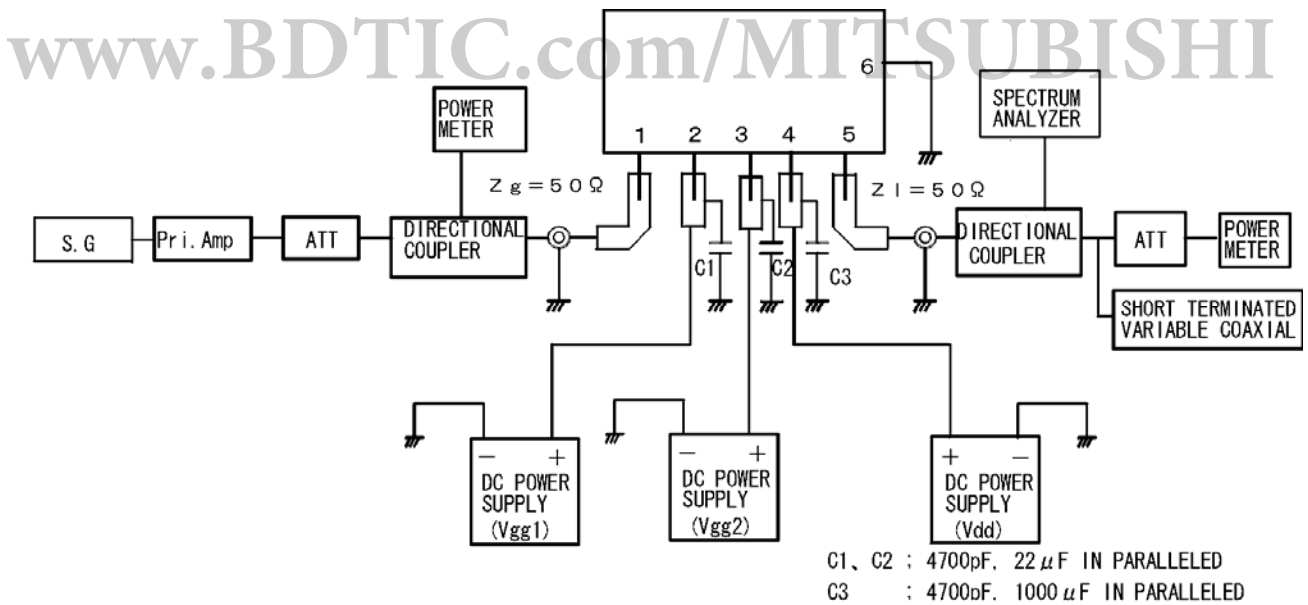 www.BDTIC.com/MITSUBISHI
6
POWER
METER
SPECTRUM
ANALYZER
1 2 3 4 5
Zg=50Ω
Zl=50Ω
S.G
Pri.Amp
ATT
DIRECTIONAL
COUPLER
C1
C2
C3
DIRECTIONAL
COUPLER
ATT
POWER
METER
SHORT TERMINATED
VARIABLE COAXIAL
− +
DC POWER
SUPPLY
(Vgg1)
− +
DC POWER
SUPPLY
(Vgg2)
+ −
DC POWER
SUPPLY
(Vdd)
C1、C2 ; 4700pF, 22μF IN PARALLELED
C3 ; 4700pF, 1000μF IN PARALLELED